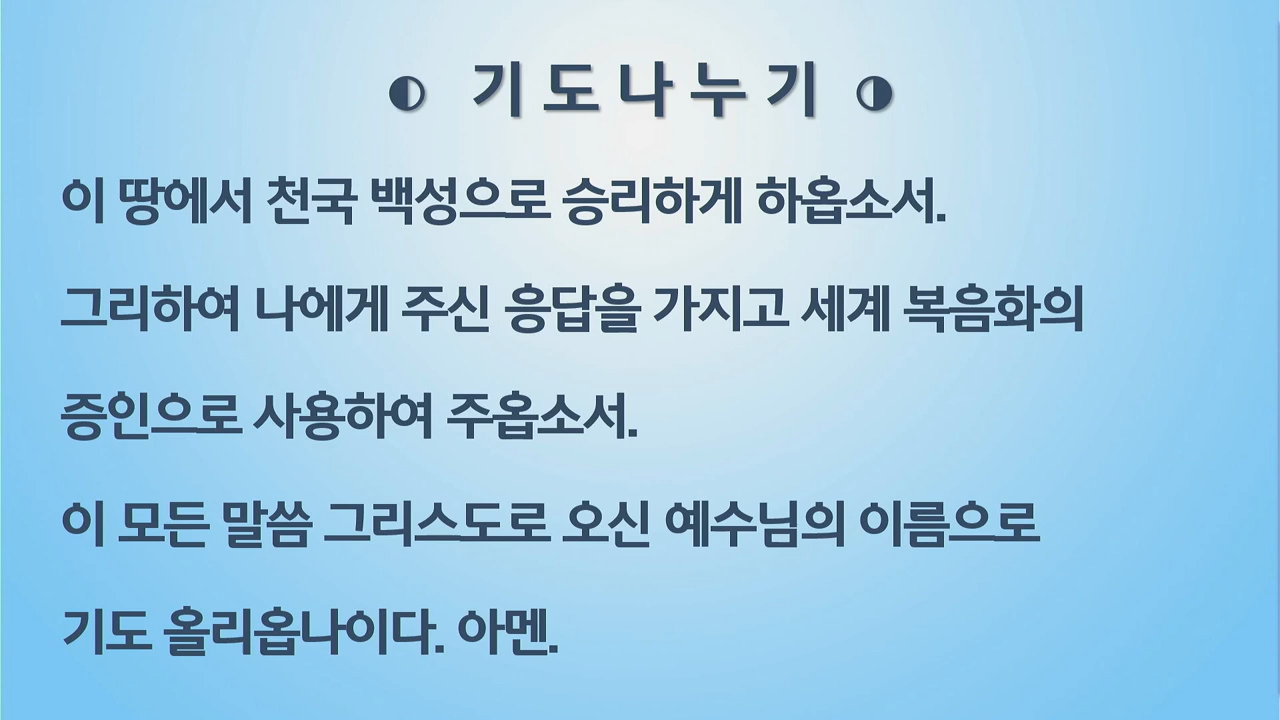 ◐ 기도나누기 ◑
이 땅에서 천국 백성으로 승리하게 하옵소서.
그리하여 나에게 주신 응답을 가지고 세계 복음화의
증인으로 사용하여 주옵소서.
이 모든 말씀 그리스도로 오신 예수님의 이름으로
기도 올리옵나이다. 아멘.